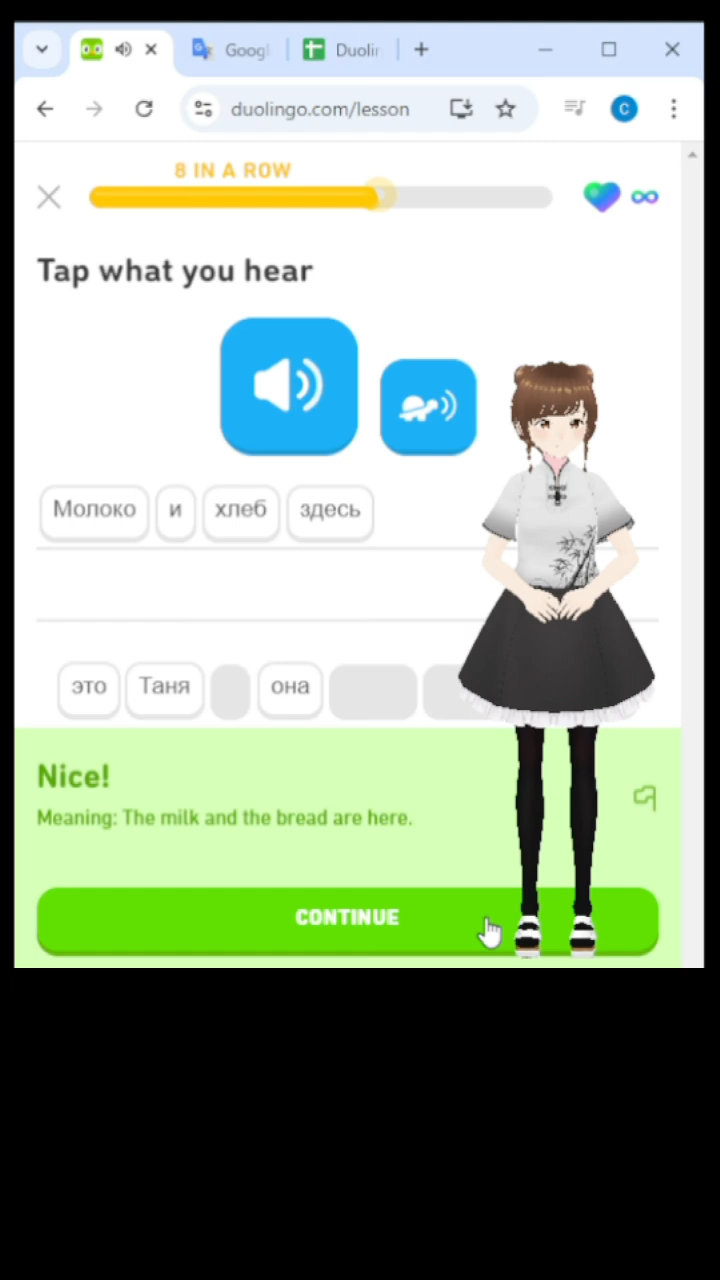 Googl
Duolin
duolingo.com/lesson
C
8 IN A ROW
Tap what you hear
Молоко и хлеб здесь
это Таня она
Nice!
Meaning: The milk and the bread are here.
CONTINUE